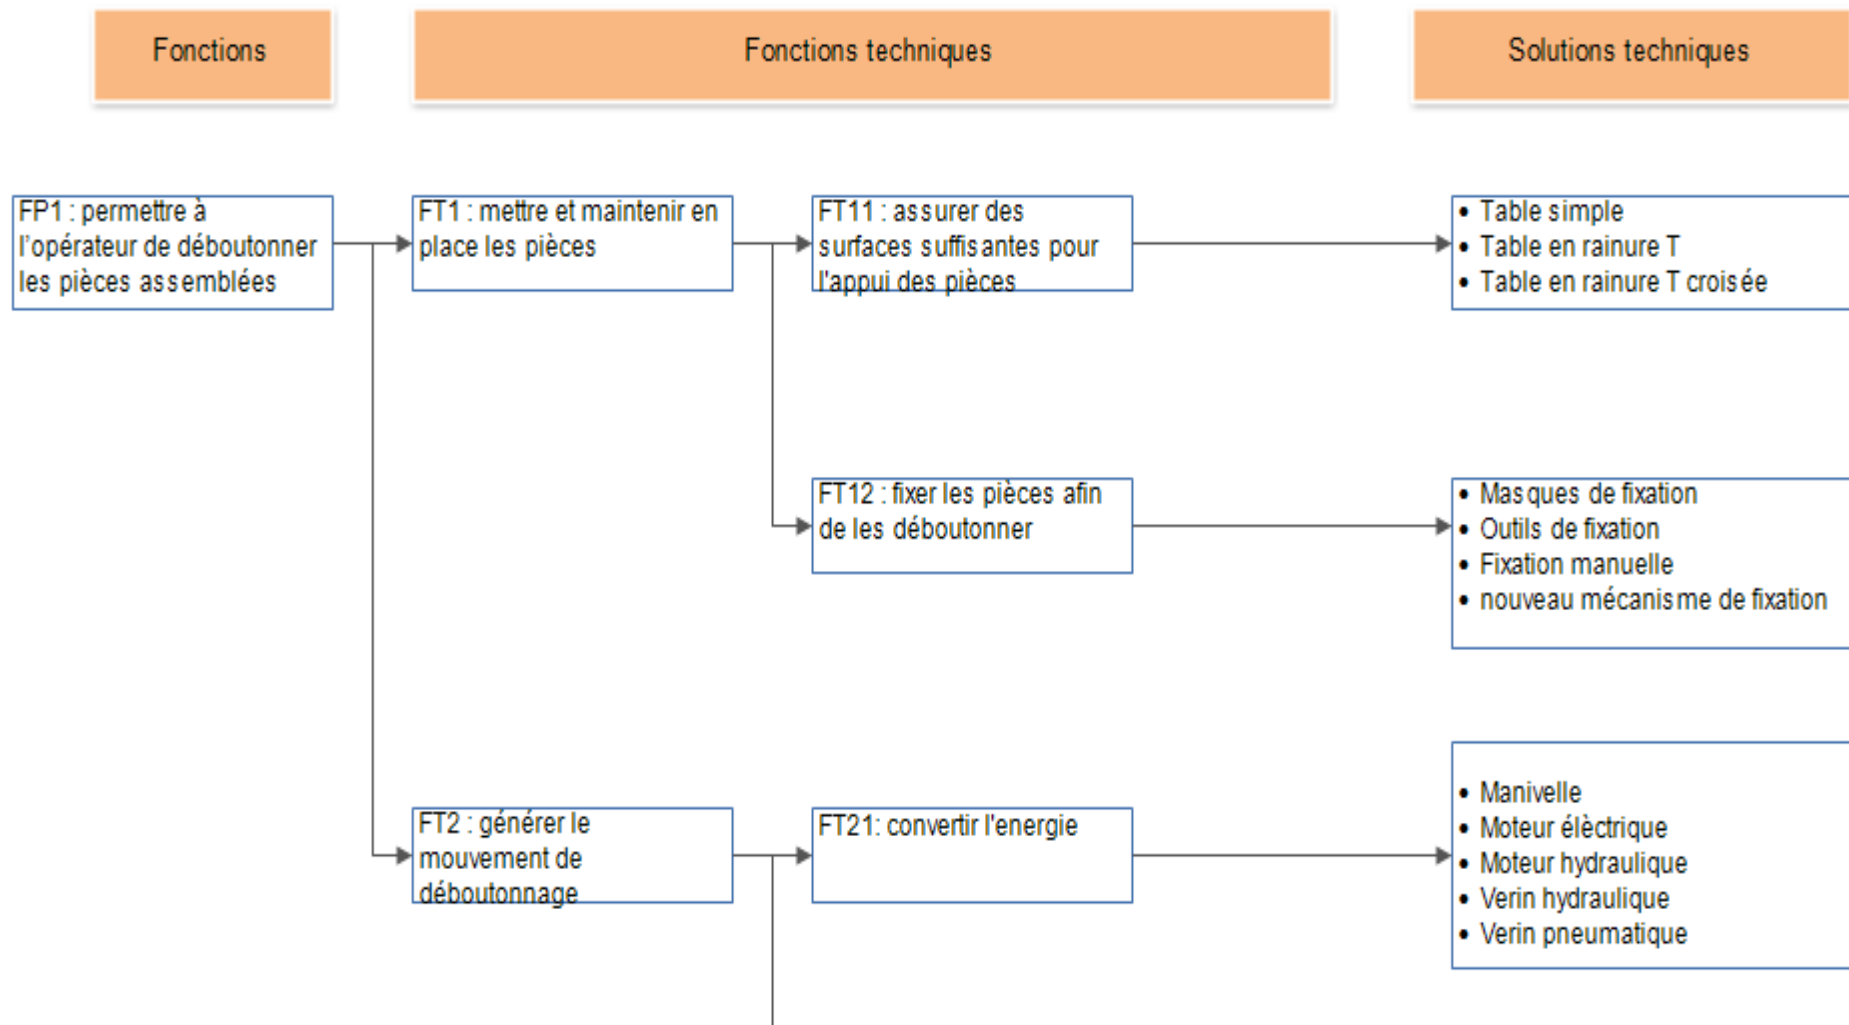 Fonctions
Fonctions techniques
Solutions techniques
FP1 : permettre à
l'opérateur de déboutonner
les pièces assemblées
FT1 : mettre et maintenir en
place les pièces
FT11 : assurer des
surfaces suffisantes pour
l'appui des pièces
• Table simple
• Table en rainure T
• Table en rainure T croisée
FT12 : fixer les pièces afin
de les déboutonner
• Masques de fixation
• Outils de fixation
• Fixation manuelle
• nouveau mécanisme de fixation
FT2 : générer le
mouvement de
déboutonnage
FT21: convertir l'energie
• Manivelle
• Moteur élèctrique
• Moteur hydraulique
• Verin hydraulique
• Verin pneumatique